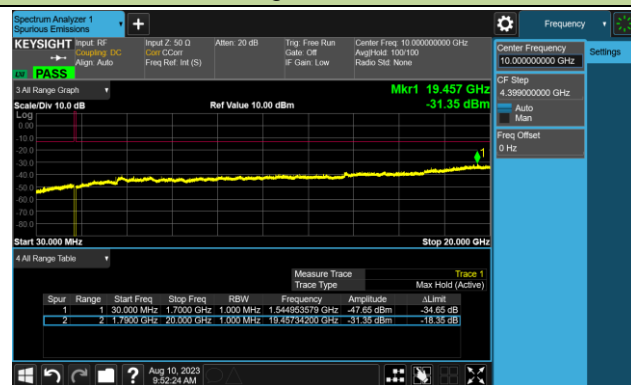 Spectrum Analyzer 1
Spurious Emissions
Frequency
KEYSIGHT
Input: RF
Coupling: DC
Align: Auto
Input Z: 50 Ω
Corr CCorr
Freq Ref: Int (S)
Atten: 20 dB
Trig: Free Run
Gate: Off
IF Gain: Low
Center Freq: 10.000000000 GHz
Avg|Hold: 100/100
Radio Std: None
PASS
Center Frequency
10.000000000 GHz
Settings
CF Step
4.399000000 GHz
Auto
Man
Freq Offset
0 Hz
3 All Range Graph
Mkr1 19.457 GHz
Scale/Div 10.0 dB
Ref Value 10.00 dBm
-31.35 dBm
Log
0.00
-10.0
-20.0
-30.0
-40.0
-50.0
-60.0
-70.0
-80.0
1
Start 30.000 MHz
Stop 20.000 GHz
4 All Range Table
Measure Trace Trace 1
Trace Type Max Hold (Active)
Spur Range Start Freq Stop Freq RBW Frequency Amplitude ΔLimit
1 1 30.000 MHz 1.7000 GHz 1.000 MHz 1.544953579 GHz -47.65 dBm -34.65 dB
2 2 1.7900 GHz 20.000 GHz 1.000 MHz 19.45734200 GHz -31.35 dBm -18.35 dB
Aug 10, 2023
9:52:24 AM